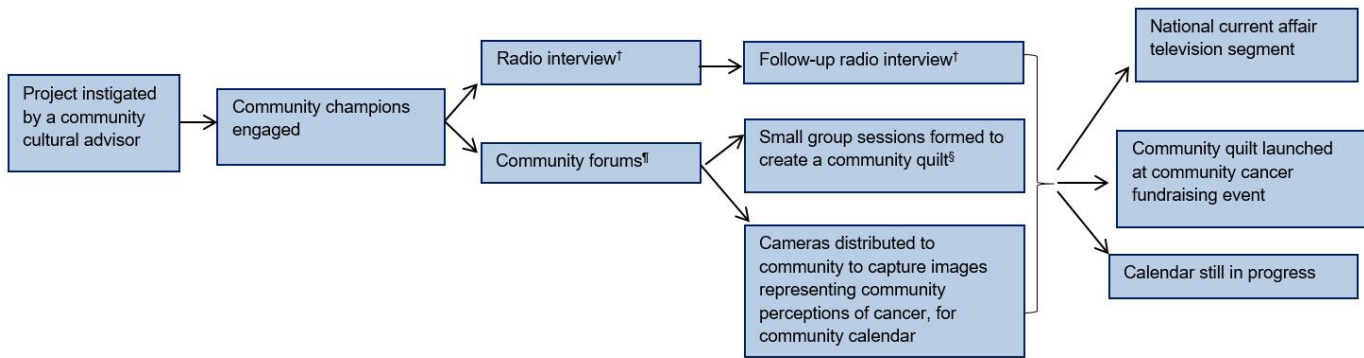 Project instigated
by a community
cultural advisor
Community champions
engaged
Radio interview†
Community forums¶
Follow-up radio interview†
Small group sessions formed to
create a community quilt§
Cameras distributed to
community to capture images
representing community
perceptions of cancer, for
community calendar
National current affair
television segment
Community quilt launched
at community cancer
fundraising event
Calendar still in progress